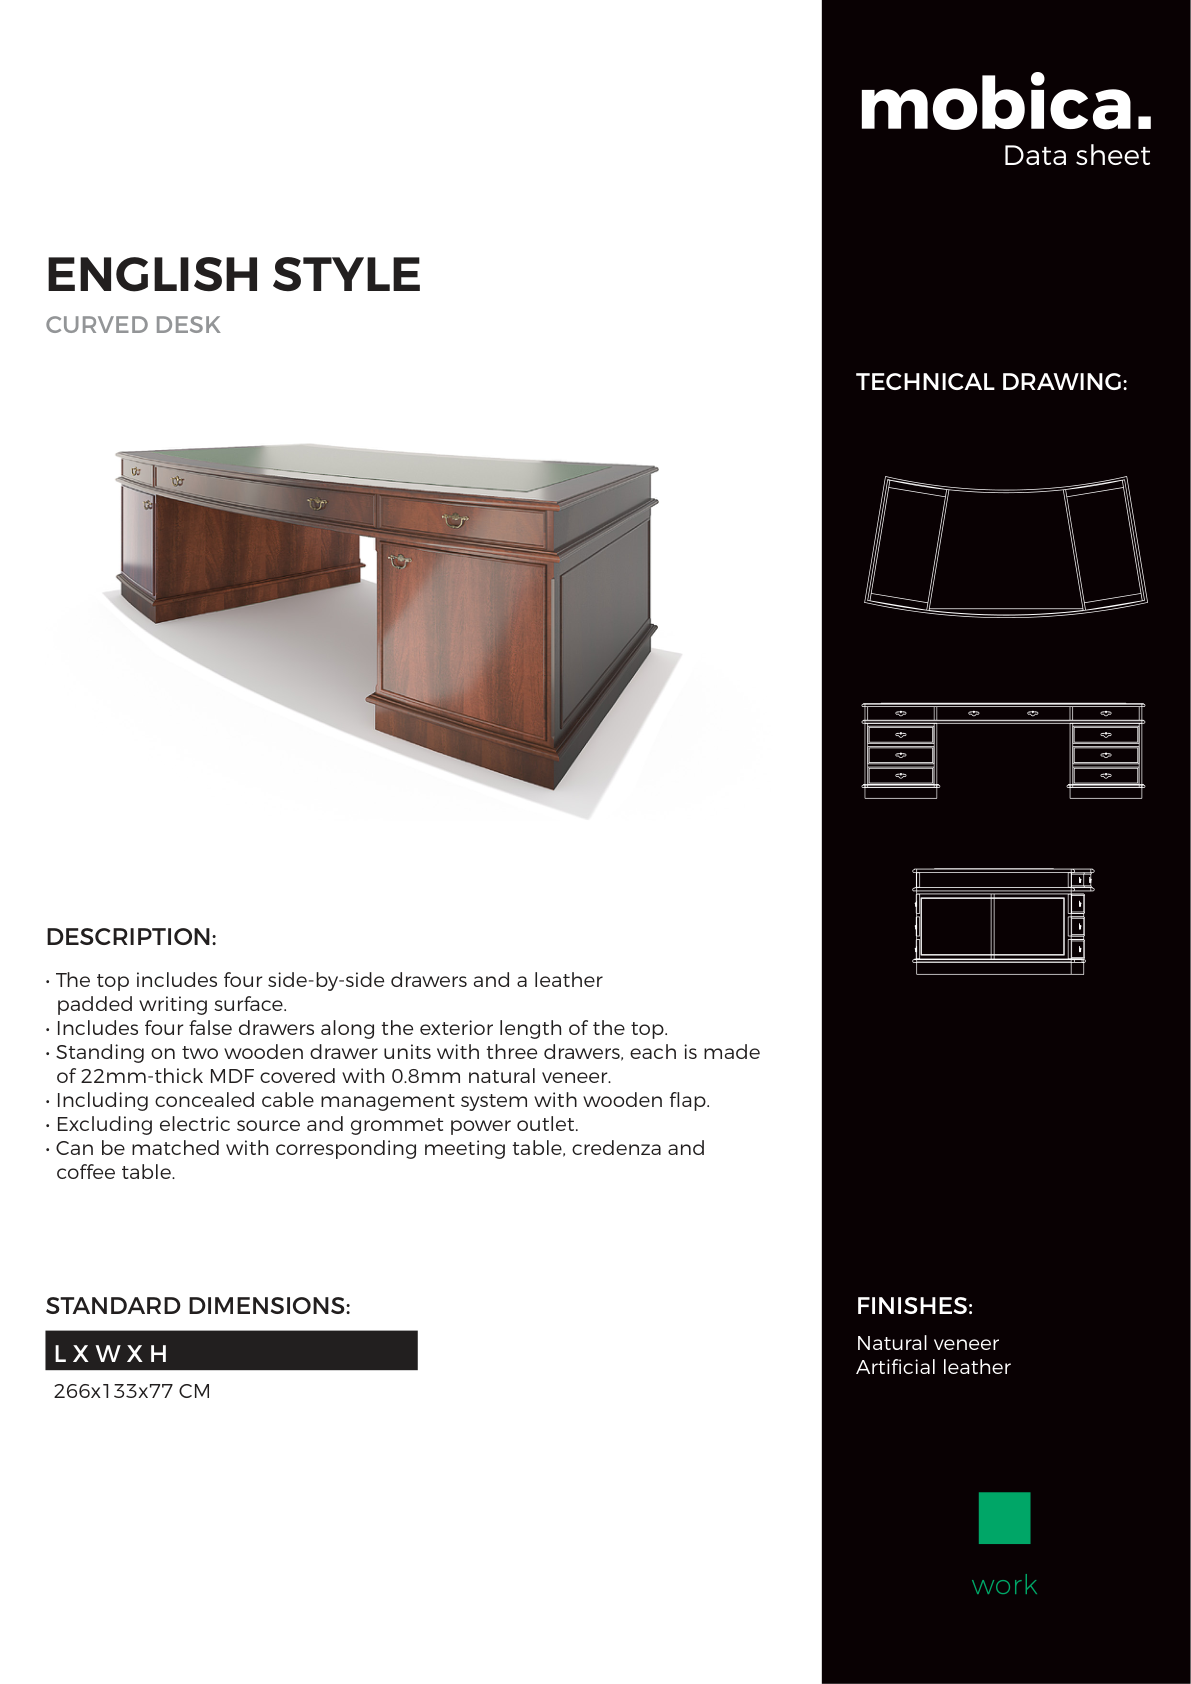 mobica.
Data sheet
ENGLISH STYLE
CURVED DESK
TECHNICAL DRAWING:
DESCRIPTION:
• The top includes four side-by-side drawers and a leather
padded writing surface.
• Includes four false drawers along the exterior length of the top.
• Standing on two wooden drawer units with three drawers, each is made
of 22mm-thick MDF covered with 0.8mm natural veneer.
• Including concealed cable management system with wooden flap.
• Excluding electric source and grommet power outlet.
• Can be matched with corresponding meeting table, credenza and
coffee table.
STANDARD DIMENSIONS:
L X W X H
266x133x77 CM
FINISHES:
Natural veneer
Artificial leather
work